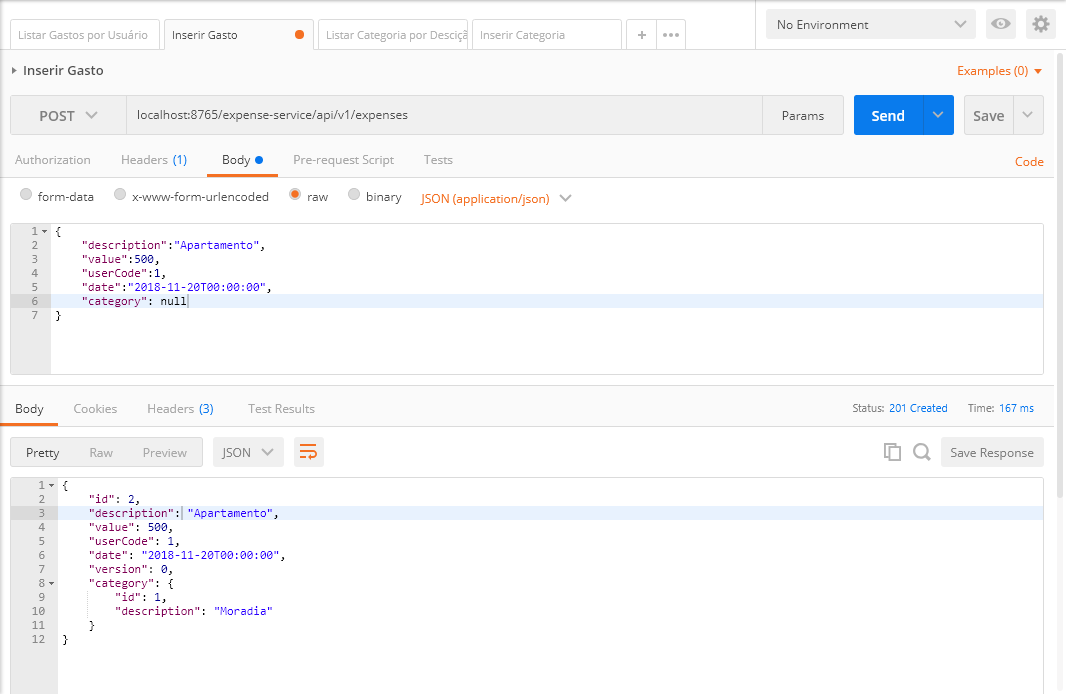 Listar Gastos por Usuário
Inserir Gasto
Listar Categoria por Desciçã
Inserir Categoria
+
•••
No Environment
Inserir Gasto
Examples (0)
POST
localhost:8765/expense-service/api/v1/expenses
Params
Send
Save
Authorization
Headers (1)
Body
Pre-request Script
Tests
Code
form-data
x-www-form-urlencoded
raw
binary
JSON (application/json)
1 {
2 "description":"Apartamento",
3 "value":500,
4 "userCode":1,
5 "date":"2018-11-20T00:00:00",
6 "category": null
7 }
Body
Cookies
Headers (3)
Test Results
Status: 201 Created
Time: 167 ms
Pretty
Raw
Preview
JSON
Save Response
1 {
2 "id": 2,
3 "description": "Apartamento",
4 "value": 500,
5 "userCode": 1,
6 "date": "2018-11-20T00:00:00",
7 "version": 0,
8 "category": {
9 "id": 1,
10 "description": "Moradia"
11 }
12 }